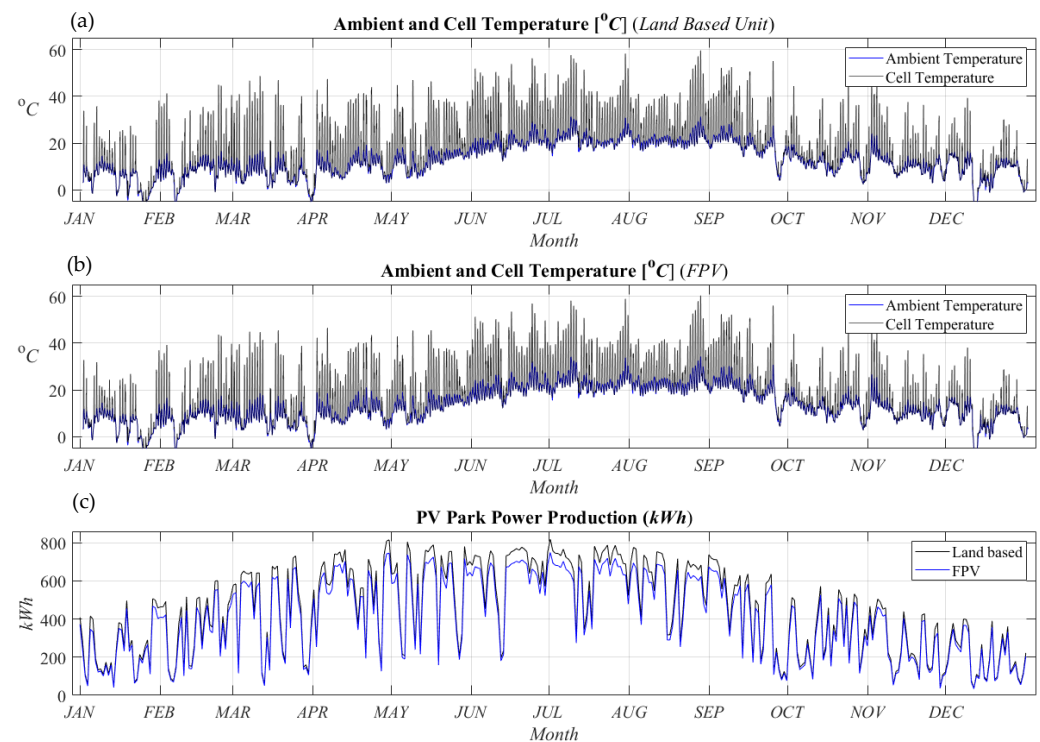 (a)
Ambient and Cell Temperature [°C] (Land Based Unit)
60
40
20
0
°C
Ambient Temperature
Cell Temperature
JAN FEB MAR APR MAY JUN JUL AUG SEP OCT NOV DEC
Month
(b)
Ambient and Cell Temperature [°C] (FPV)
60
40
20
0
°C
Ambient Temperature
Cell Temperature
JAN FEB MAR APR MAY JUN JUL AUG SEP OCT NOV DEC
Month
(c)
PV Park Power Production (kWh)
800
600
400
200
0
kWh
Land based
FPV
JAN FEB MAR APR MAY JUN JUL AUG SEP OCT NOV DEC
Month